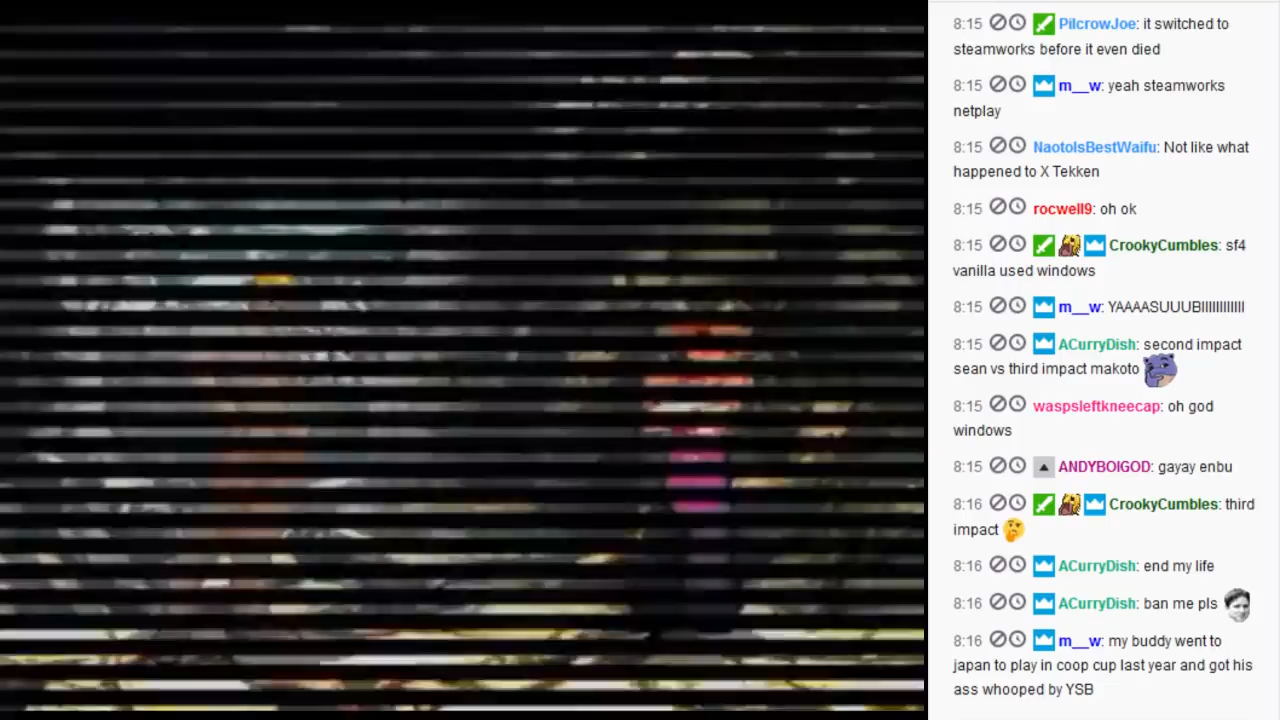 8:15 PilcrowJoe: it switched to
steamworks before it even died
8:15 m__w: yeah steamworks
netplay
8:15 NaotoIsBestWaifu: Not like what
happened to X Tekken
8:15 rocwell9: oh ok
8:15 CrookyCumbles: sf4
vanilla used windows
8:15 m__w: YAAAASUUUBIIIIIIIIIIII
8:15 ACurryDish: second impact
sean vs third impact makoto
8:15 waspsleftkneecap: oh god
windows
8:15 ANDYBOIGOD: gayay enbu
8:16 CrookyCumbles: third
impact
8:16 ACurryDish: end my life
8:16 ACurryDish: ban me pls
8:16 m__w: my buddy went to
japan to play in coop cup last year and got his
ass whooped by YSB